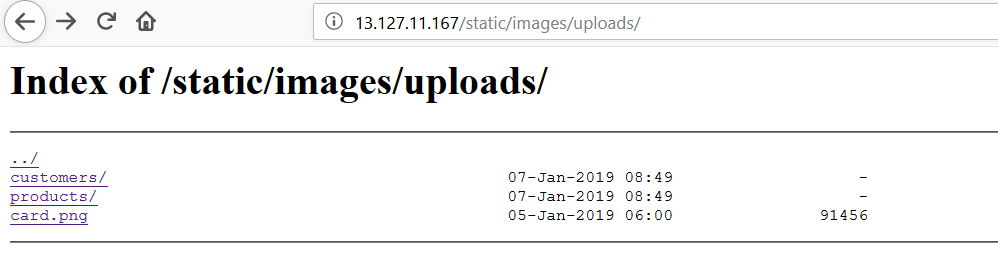 13.127.11.167/static/images/uploads/
Index of /static/images/uploads/
../
customers/ 07-Jan-2019 08:49 -
products/ 07-Jan-2019 08:49 -
card.png 05-Jan-2019 06:00 91456